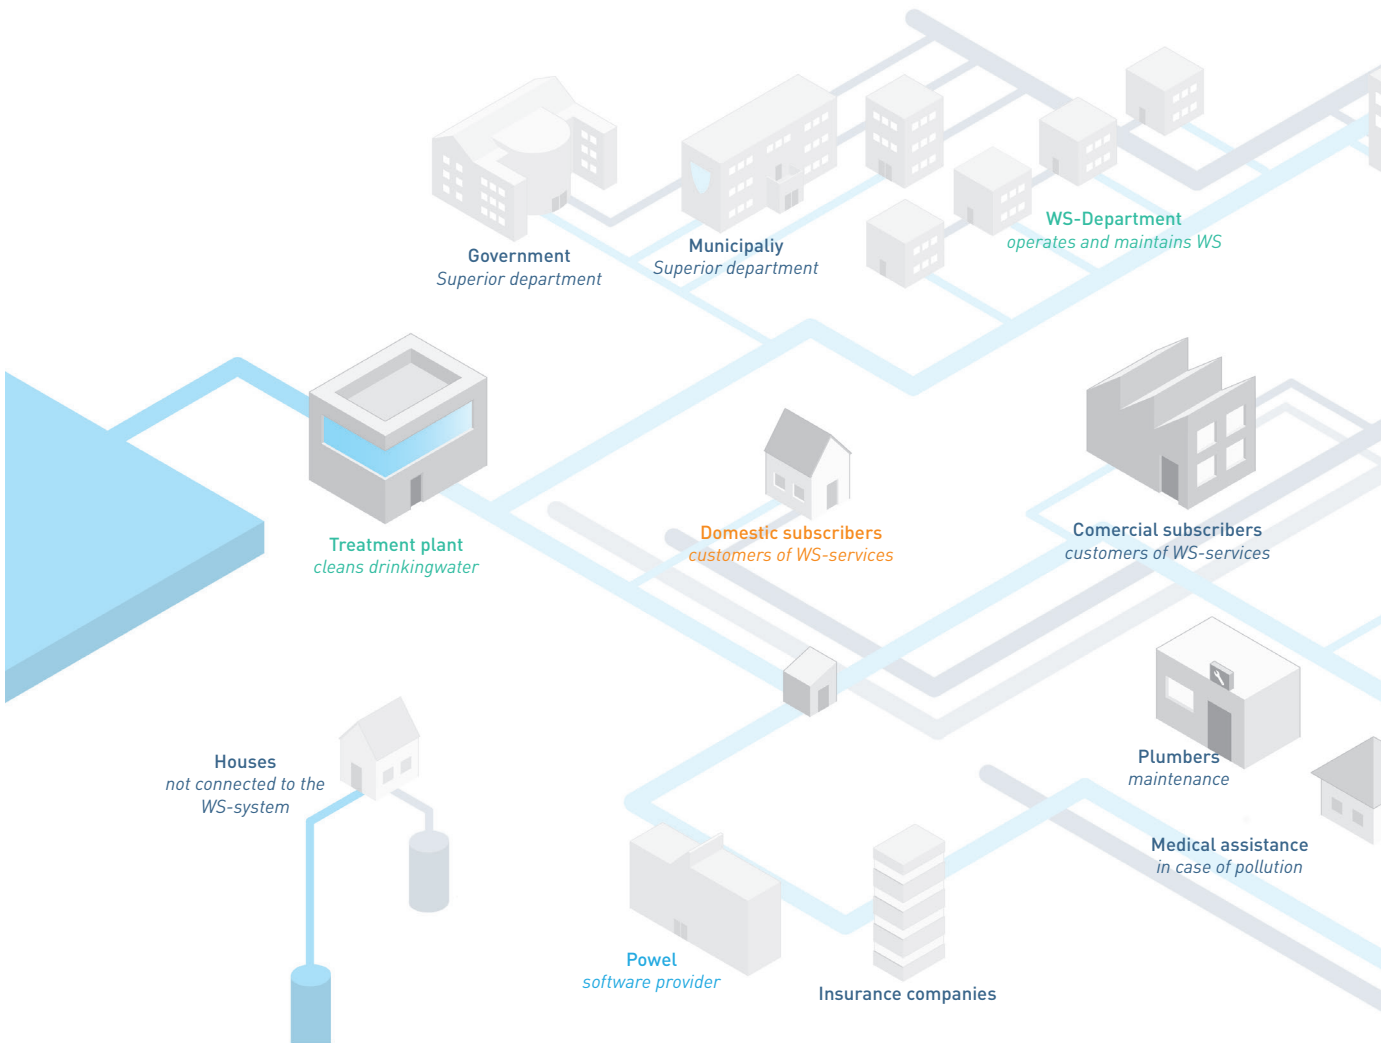 WS-Department
operates and maintains WS
Municipaliy
Superior department
Government
Superior department
Treatment plant
cleans drinkingwater
Domestic subscribers
customers of WS-services
Comercial subscribers
customers of WS-services
Houses
not connected to the
WS-system
Plumbers
maintenance
Medical assistance
in case of pollution
Powel
software provider
Insurance companies